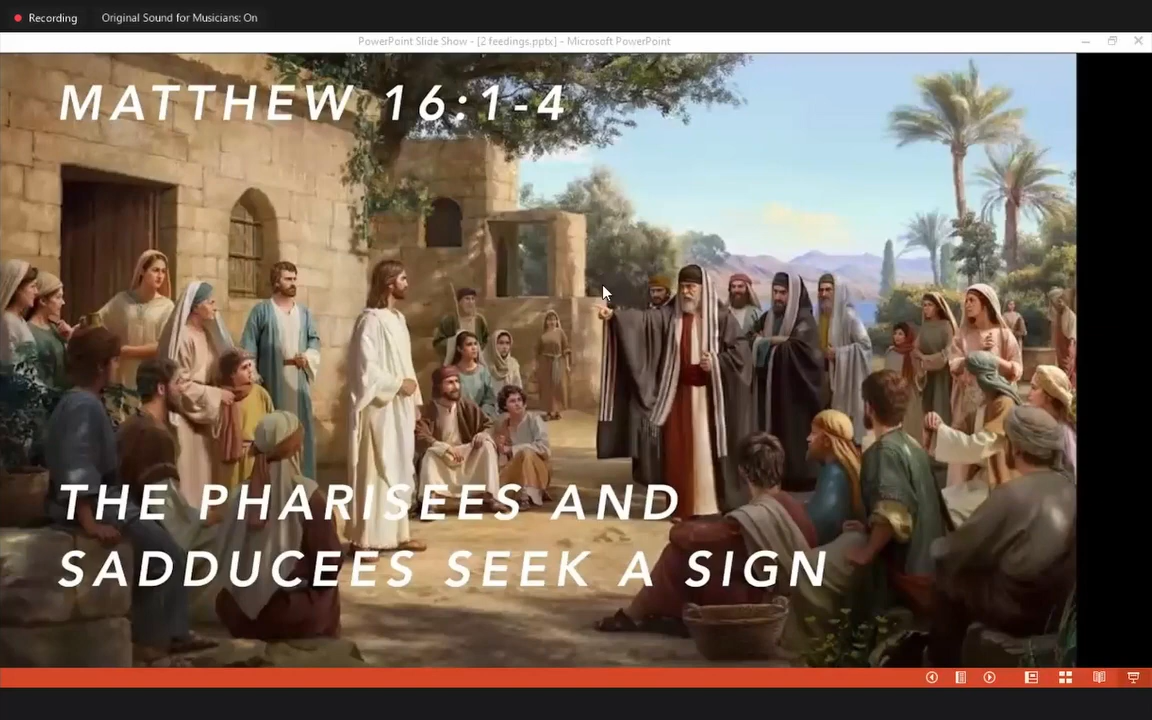 Recording
Original Sound for Musicians: On
PowerPoint Slide Show - [2 feedings.pptx] - Microsoft PowerPoint
MATTHEW 16:1-4
THE PHARISEES AND
SADDUCEES SEEK A SIGN